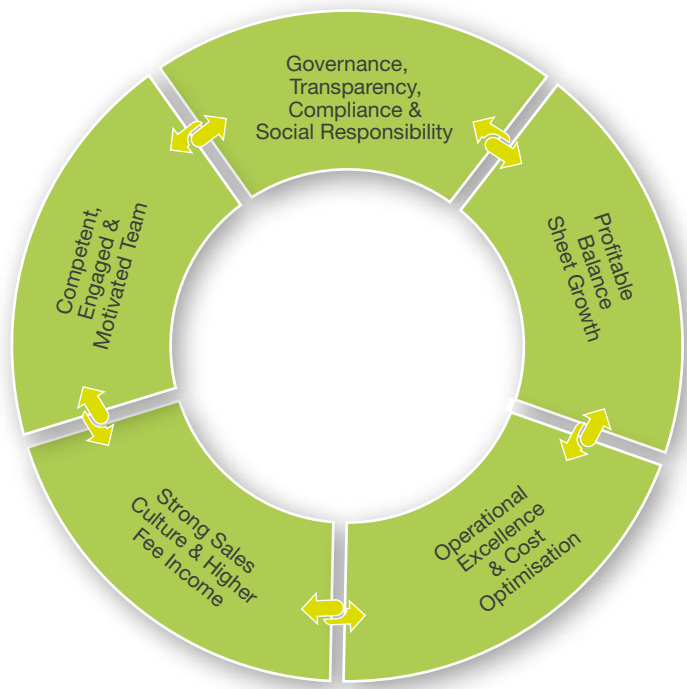 Governance,
Transparency,
Compliance &
Social Responsibility
Profitable
Balance
Sheet Growth
Operational
Excellence
& Cost
Optimisation
Strong Sales
Culture & Higher
Fee Income
Competent,
Engaged &
Motivated Team